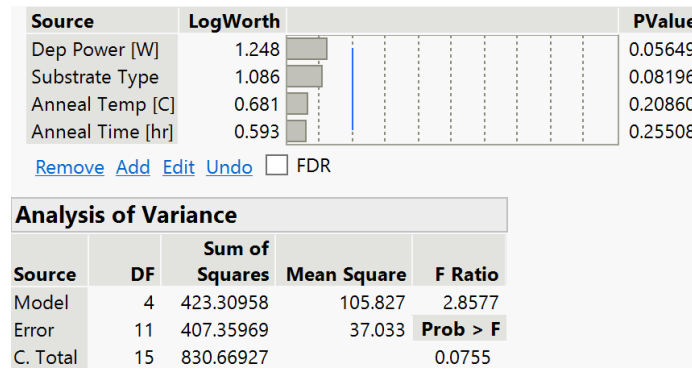 Source LogWorth PValue
Dep Power [W] 1.248 0.05649
Substrate Type 1.086 0.08196
Anneal Temp [C] 0.681 0.20860
Anneal Time [hr] 0.593 0.25508
Remove Add Edit Undo FDR
Analysis of Variance
Sum of
Source DF Squares Mean Square F Ratio
Model 4 423.30958 105.827 2.8577
Error 11 407.35969 37.033 Prob > F
C. Total 15 830.66927 0.0755